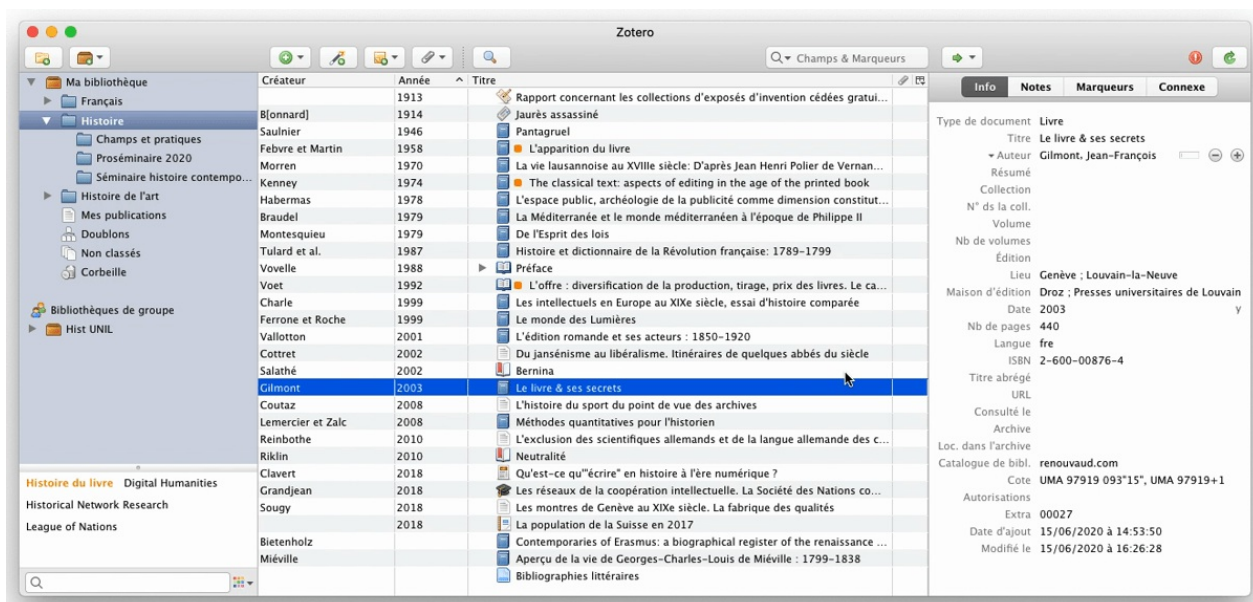 Zotero
Champs & Marqueurs
Ma bibliothèque
Français
Histoire
Champs et pratiques
Proséminaire 2020
Séminaire histoire contempo...
Histoire de l'art
Mes publications
Doublons
Non classés
Corbeille
Bibliothèques de groupe
Hist UNIL
Histoire du livre Digital Humanities
Historical Network Research
League of Nations
Créateur Année Titre
1913 Rapport concernant les collections d'exposés d'invention cédées gratui...
B[onnard] 1914 Jaurès assassiné
Saulnier 1946 Pantagruel
Febvre et Martin 1958 L'apparition du livre
Morren 1970 La vie lausannoise au XVIIIe siècle: D'après Jean Henri Polier de Vernan...
Kenney 1974 The classical text: aspects of editing in the age of the printed book
Habermas 1978 L'espace public, archéologie de la publicité comme dimension constitut...
Braudel 1979 La Méditerranée et le monde méditerranéen à l'époque de Philippe II
Montesquieu 1979 De l'Esprit des lois
Tulard et al. 1987 Histoire et dictionnaire de la Révolution française: 1789-1799
Vovelle 1988 Préface
Voet 1992 L'offre : diversification de la production, tirage, prix des livres. Le ca...
Charle 1999 Les intellectuels en Europe au XIXe siècle, essai d'histoire comparée
Ferrone et Roche 1999 Le monde des Lumières
Vallotton 2001 L'édition romande et ses acteurs : 1850-1920
Cottret 2002 Du jansénisme au libéralisme. Itinéraires de quelques abbés du siècle
Salathé 2002 Bernina
Gilmont 2003 Le livre & ses secrets
Coutaz 2008 L'histoire du sport du point de vue des archives
Lemercier et Zalc 2008 Méthodes quantitatives pour l'historien
Reinbothe 2010 L'exclusion des scientifiques allemands et de la langue allemande des c...
Riklin 2010 Neutralité
Clavert 2018 Qu'est-ce qu'"écrire" en histoire à l'ère numérique ?
Grandjean 2018 Les réseaux de la coopération intellectuelle. La Société des Nations co...
Sougy 2018 Les montres de Genève au XIXe siècle. La fabrique des qualités
2018 La population de la Suisse en 2017
Bietenholz Contemporaries of Erasmus: a biographical register of the renaissance ...
Miéville Aperçu de la vie de Georges-Charles-Louis de Miéville : 1799-1838
Bibliographies littéraires
Info Notes Marqueurs Connexe
Type de document Livre
Titre Le livre & ses secrets
Auteur Gilmont, Jean-François
Résumé
Collection
N° ds la coll.
Volume
Nb de volumes
Édition
Lieu Genève ; Louvain-la-Neuve
Maison d'édition Droz ; Presses universitaires de Louvain
Date 2003 y
Nb de pages 440
Langue fre
ISBN 2-600-00876-4
Titre abrégé
URL
Consulté le
Archive
Loc. dans l'archive
Catalogue de bibl. renouvaud.com
Cote UMA 97919 093"15", UMA 97919+1
Autorisations
Extra 00027
Date d'ajout 15/06/2020 à 14:53:50
Modifié le 15/06/2020 à 16:26:28